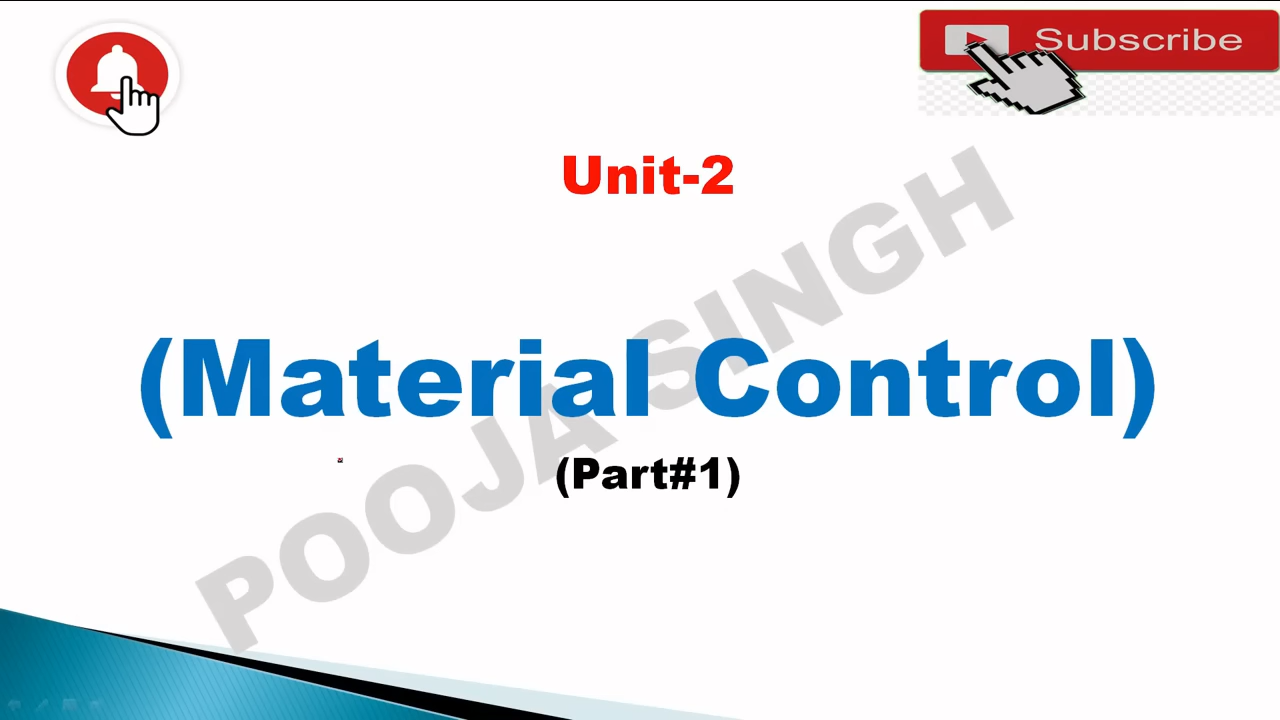 Subscribe
Unit-2
POOJA SINGH
(Material Control)
(Part#1)